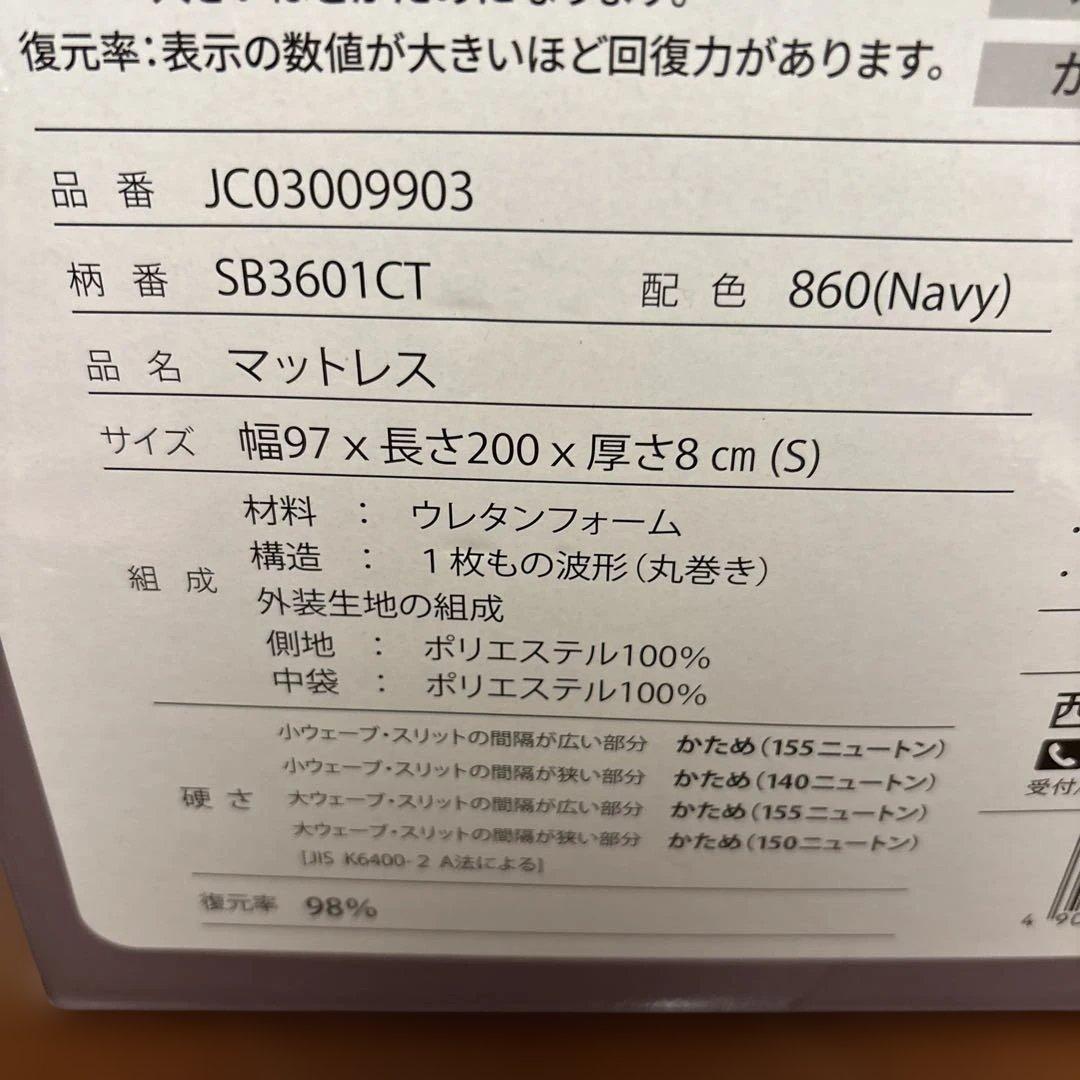 復元率:表示の数値が大きいほど回復力があります。
か
品番 JC03009903
柄番 SB3601CT 配色 860(Navy)
品名 マットレス
サイズ 幅97 x 長さ200 x 厚さ8 ㎝ (S)
組成
材料 : ウレタンフォーム
構造 : 1枚もの波形(丸巻き)
外装生地の組成
側地 : ポリエステル100%
中袋 : ポリエステル100%
硬さ
小ウェーブ・スリットの間隔が広い部分 かため(155ニュートン)
小ウェーブ・スリットの間隔が狭い部分 かため(140ニュートン)
大ウェーブ・スリットの間隔が広い部分 かため(155ニュートン)
大ウェーブ・スリットの間隔が狭い部分 かため(150ニュートン)
[JIS K6400-2 A法による]
復元率 98%
西
受付
4 90